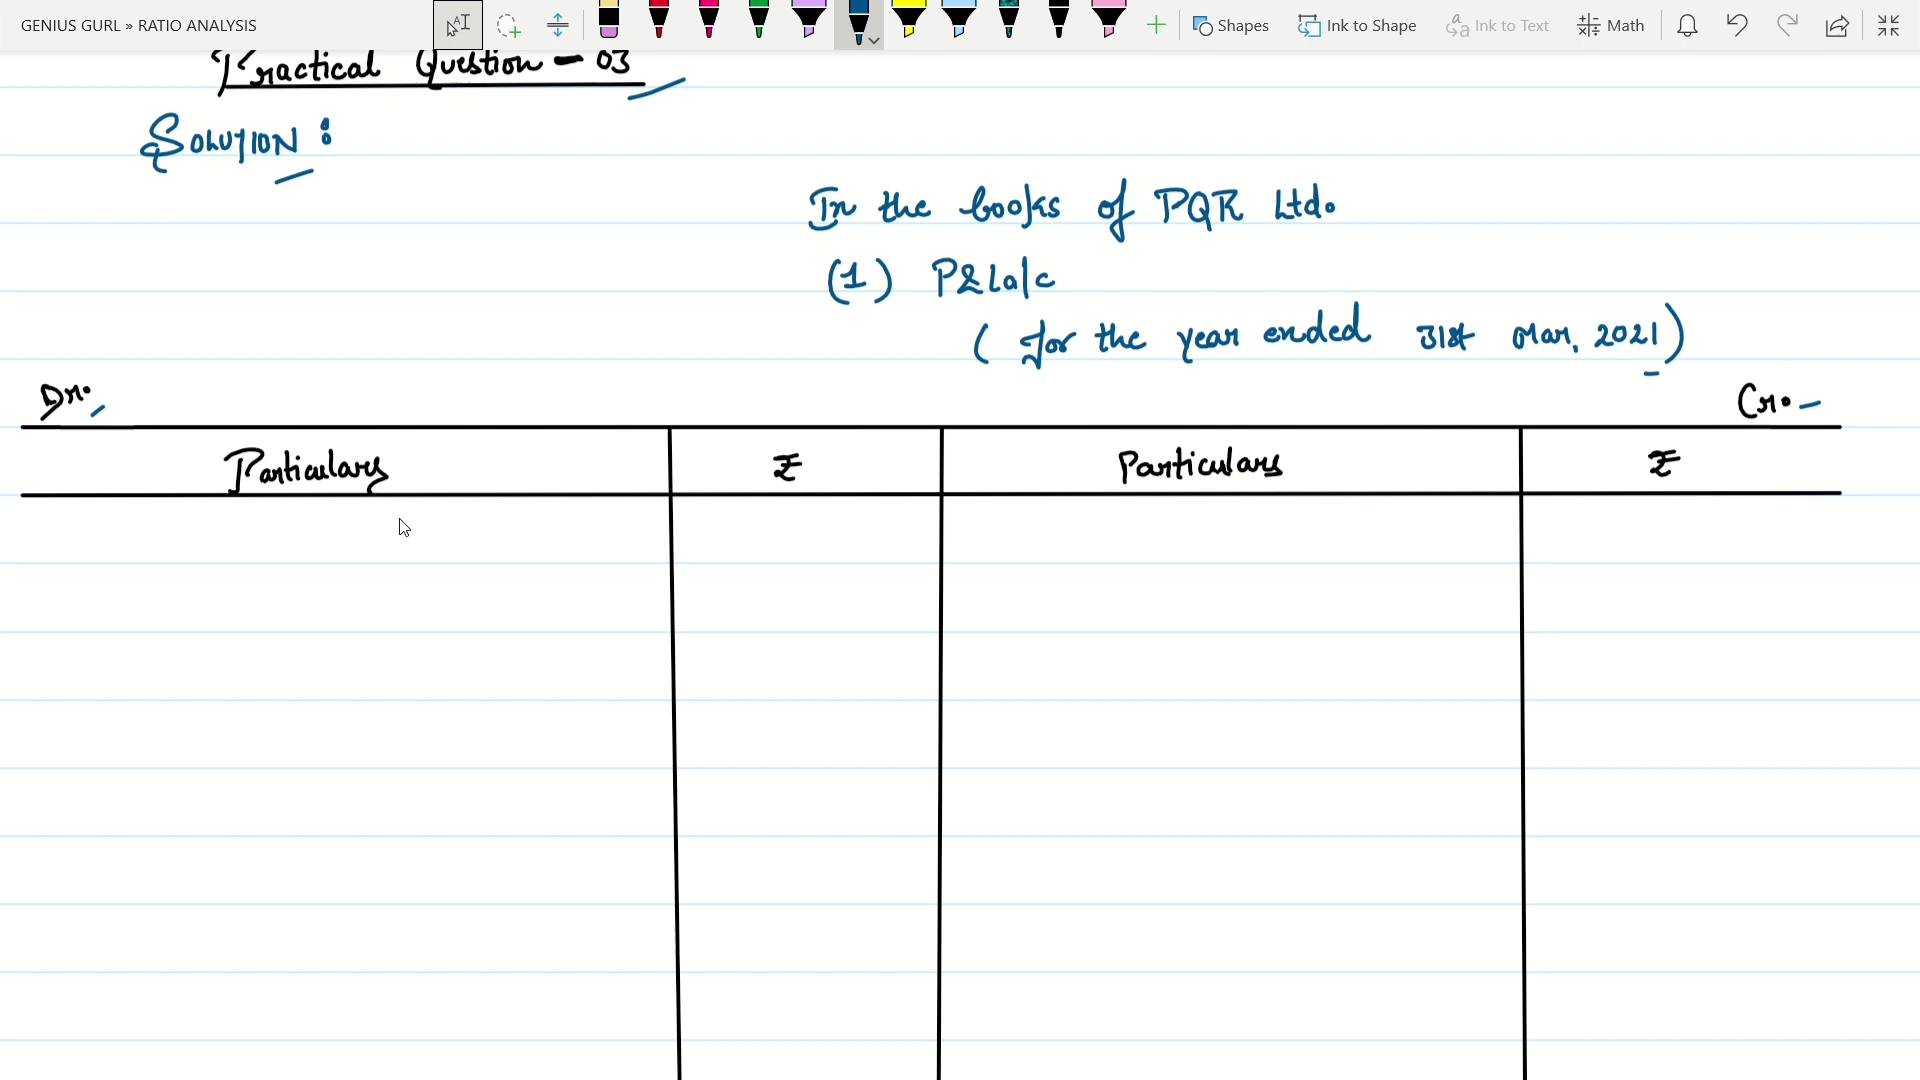 GENIUS GURL » RATIO ANALYSIS
Shapes
Ink to Shape
Ink to Text
Math
Practical Question - 03
SOLUTION :
In the books of PQR Ltd.
(1) P&La/c
( for the year ended 31st Mar, 2021)
Dr. Cr.
Particulars ₹ Particulars ₹